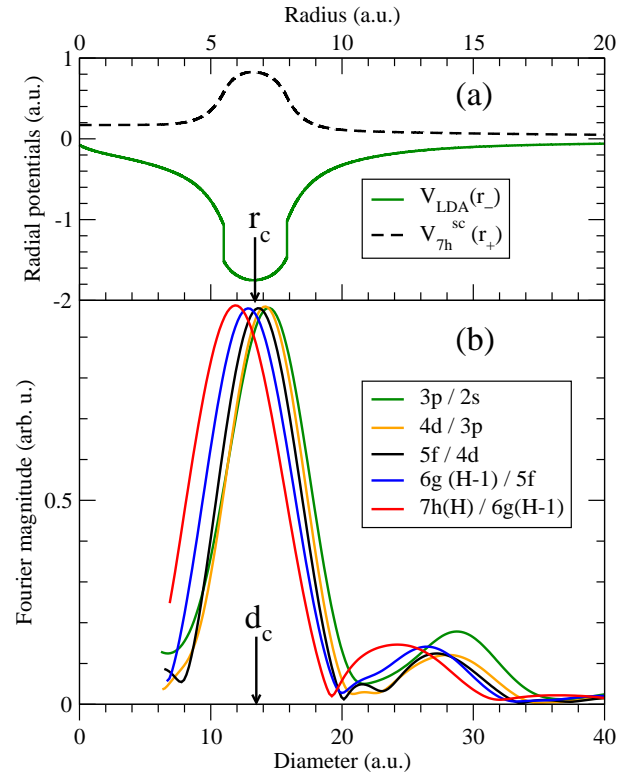 Radius (a.u.)
0 5 10 15 20
Radial potentials (a.u.)
1
0
-1
-2
(a)
V_LDA(r_-)
V_7h^sc(r_+)
r_c
(b)
Fourier magnitude (arb. u.)
0.5
0
3p / 2s
4d / 3p
5f / 4d
6g (H-1) / 5f
7h(H) / 6g(H-1)
d_c
0 10 20 30 40
Diameter (a.u.)